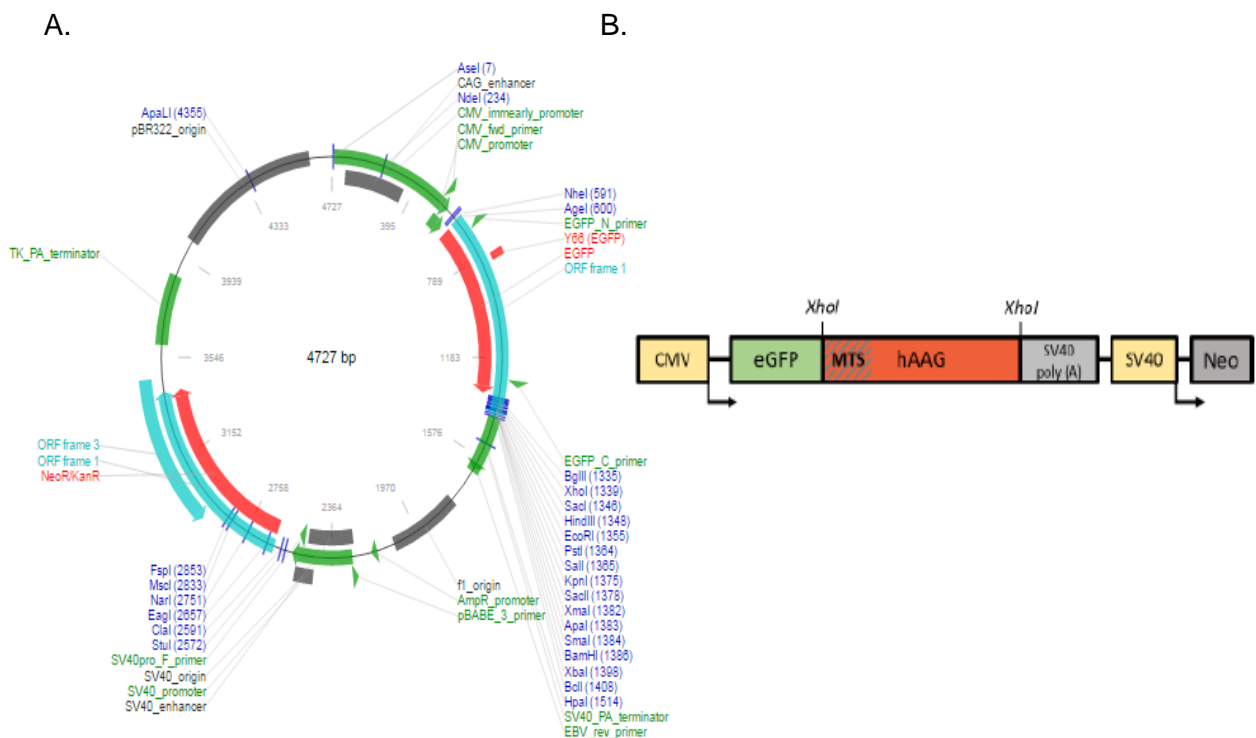 A.
B.
AseI (7)
CAG_enhancer
NdeI (234)
CMV_immearly_promoter
CMV_fwd_primer
CMV_promoter
ApaLI (4355)
pBR322_origin
NheI (591)
AgeI (600)
EGFP_N_primer
Y66 (EGFP)
EGFP
ORF frame 1
4727
395
4333
TK_PA_terminator
3939
789
3546
4727 bp
1183
XhoI
XhoI
CMV
eGFP
MTS
hAAG
SV40
poly (A)
SV40
Neo
3152
1576
ORF frame 3
ORF frame 1
NeoR/KanR
2758
2364
1970
EGFP_C_primer
BglII (1335)
XhoI (1339)
SacI (1346)
HindIII (1348)
EcoRI (1355)
PstI (1364)
SalI (1365)
KpnI (1375)
SacII (1378)
XmaI (1382)
ApaI (1383)
SmaI (1384)
BamHI (1386)
XbaI (1398)
BclI (1408)
HpaI (1514)
SV40_PA_terminator
EBV_rev_primer
FspI (2853)
MscI (2833)
NarI (2751)
EagI (2657)
ClaI (2591)
StuI (2572)
SV40pro_F_primer
SV40_origin
SV40_promoter
SV40_enhancer
f1_origin
AmpR_promoter
pBABE_3_primer